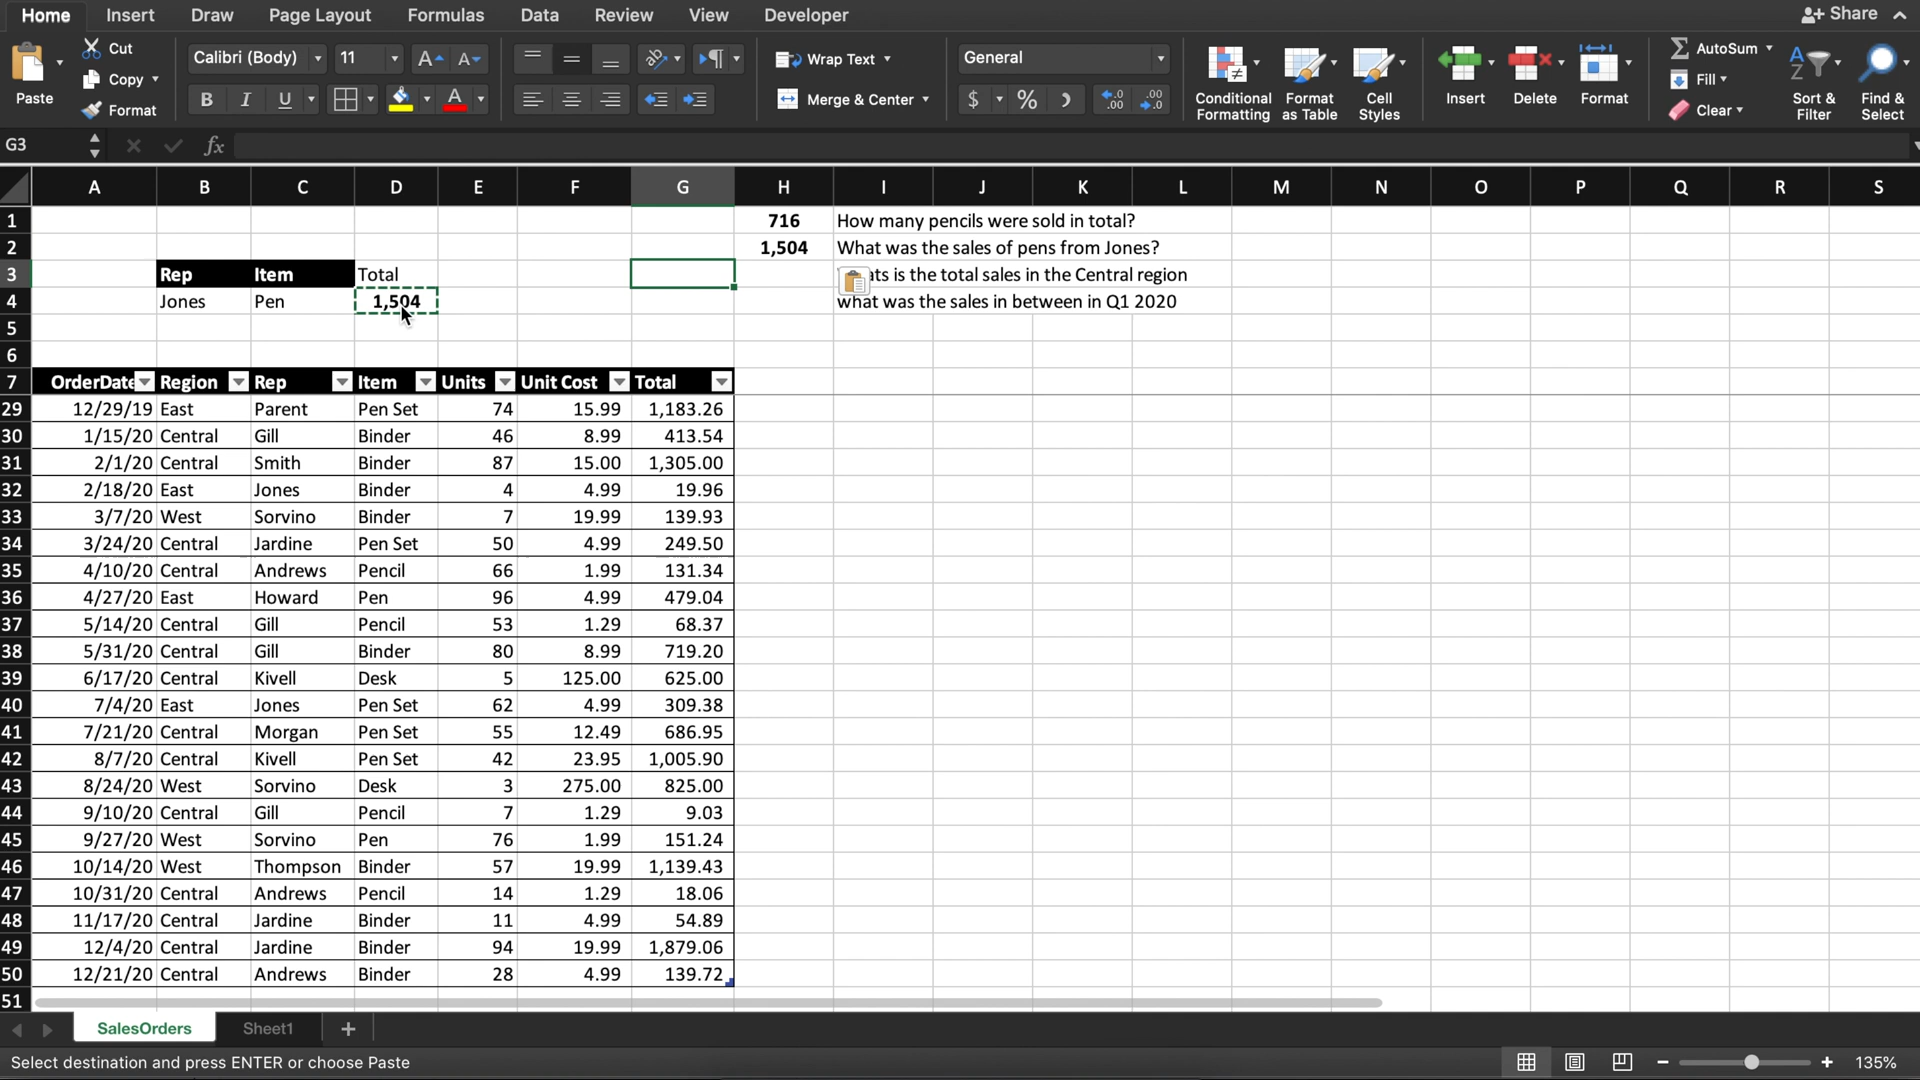 Home Insert Draw Page Layout Formulas Data Review View Developer Share
Cut Calibri (Body) 11 Wrap Text General AutoSum
Copy Fill
Paste Format B I U Merge & Center $ % Conditional Formatting Format as Table Cell Styles Insert Delete Format Clear Sort & Filter Find & Select
G3 fx
A B C D E F G H I J K L M N O P Q R S
1 716 How many pencils were sold in total?
2 1,504 What was the sales of pens from Jones?
3 Rep Item Total ats is the total sales in the Central region
4 Jones Pen 1,504 what was the sales in between in Q1 2020
5
6
7 OrderDate Region Rep Item Units Unit Cost Total
29 12/29/19 East Parent Pen Set 74 15.99 1,183.26
30 1/15/20 Central Gill Binder 46 8.99 413.54
31 2/1/20 Central Smith Binder 87 15.00 1,305.00
32 2/18/20 East Jones Binder 4 4.99 19.96
33 3/7/20 West Sorvino Binder 7 19.99 139.93
34 3/24/20 Central Jardine Pen Set 50 4.99 249.50
35 4/10/20 Central Andrews Pencil 66 1.99 131.34
36 4/27/20 East Howard Pen 96 4.99 479.04
37 5/14/20 Central Gill Pencil 53 1.29 68.37
38 5/31/20 Central Gill Binder 80 8.99 719.20
39 6/17/20 Central Kivell Desk 5 125.00 625.00
40 7/4/20 East Jones Pen Set 62 4.99 309.38
41 7/21/20 Central Morgan Pen Set 55 12.49 686.95
42 8/7/20 Central Kivell Pen Set 42 23.95 1,005.90
43 8/24/20 West Sorvino Desk 3 275.00 825.00
44 9/10/20 Central Gill Pencil 7 1.29 9.03
45 9/27/20 West Sorvino Pen 76 1.99 151.24
46 10/14/20 West Thompson Binder 57 19.99 1,139.43
47 10/31/20 Central Andrews Pencil 14 1.29 18.06
48 11/17/20 Central Jardine Binder 11 4.99 54.89
49 12/4/20 Central Jardine Binder 94 19.99 1,879.06
50 12/21/20 Central Andrews Binder 28 4.99 139.72
51
SalesOrders Sheet1
Select destination and press ENTER or choose Paste 135%